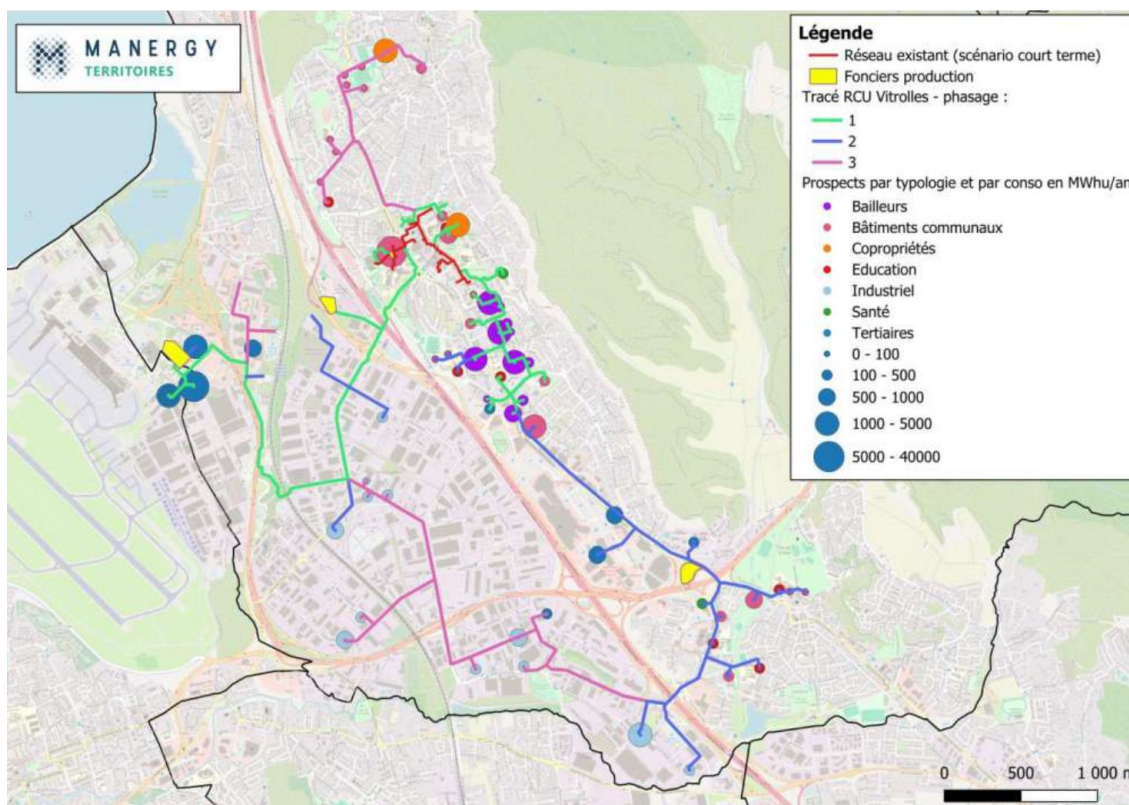 MANERGY
TERRITOIRES
Légende
Réseau existant (scénario court terme)
Fonciers production
Tracé RCU Vitrolles - phasage :
1
2
3
Prospects par typologie et par conso en MWhu/an
Bailleurs
Bâtiments communaux
Copropriétés
Education
Industriel
Santé
Tertiaires
0 - 100
100 - 500
500 - 1000
1000 - 5000
5000 - 40000
0 500 1 000 m